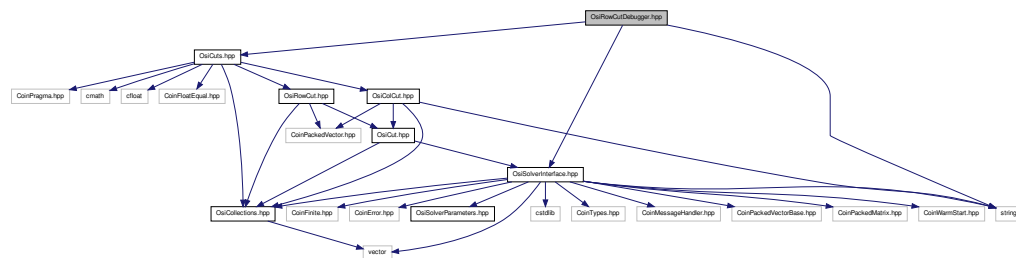 OsiRowCutDebugger.hpp
OsiCuts.hpp
CoinPragma.hpp
cmath
cfloat
CoinFloatEqual.hpp
OsiRowCut.hpp
OsiColCut.hpp
CoinPackedVector.hpp
OsiCut.hpp
OsiSolverInterface.hpp
OsiCollections.hpp
CoinFinite.hpp
CoinError.hpp
OsiSolverParameters.hpp
cstdlib
CoinTypes.hpp
CoinMessageHandler.hpp
CoinPackedVectorBase.hpp
CoinPackedMatrix.hpp
CoinWarmStart.hpp
string
vector